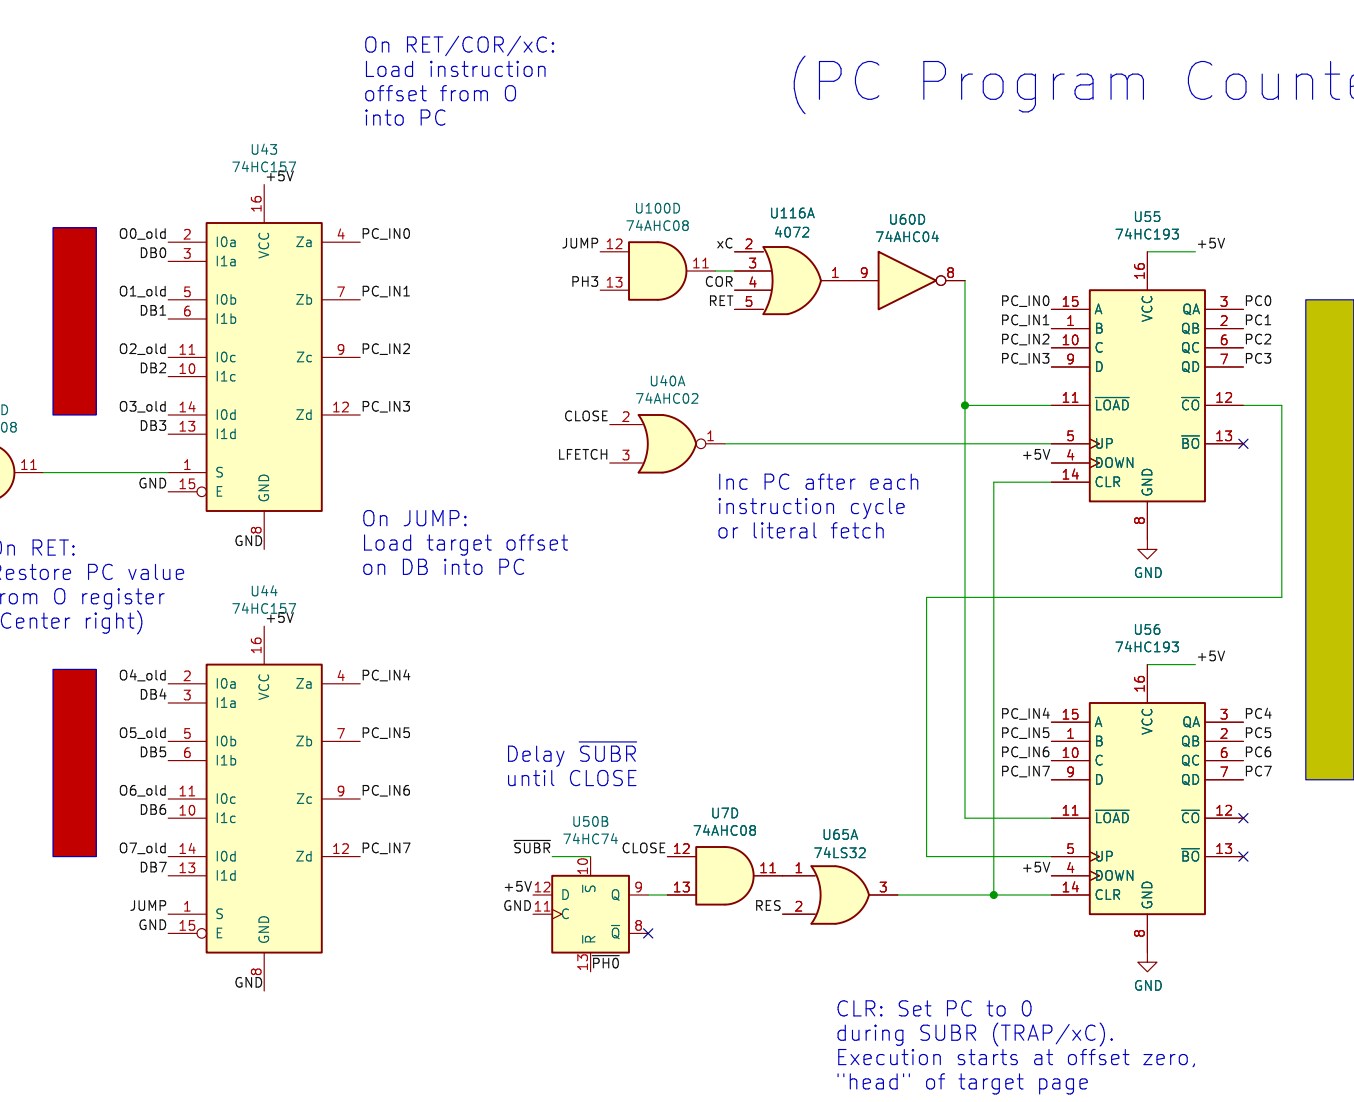 On RET/COR/xC:
Load instruction
offset from O
into PC
(PC Program Counte
U43
74HC157
+5V
16
VCC
O0_old 2 I0a Za 4 PC_IN0
DB0 3 I1a
O1_old 5 I0b Zb 7 PC_IN1
DB1 6 I1b
O2_old 11 I0c Zc 9 PC_IN2
DB2 10 I1c
O3_old 14 I0d Zd 12 PC_IN3
DB3 13 I1d
D
08
11
1 S
GND 15 E
GND
8
GND
On JUMP:
Load target offset
on DB into PC
On RET:
Restore PC value
from O register
(Center right)
U44
74HC157
+5V
16
VCC
O4_old 2 I0a Za 4 PC_IN4
DB4 3 I1a
O5_old 5 I0b Zb 7 PC_IN5
DB5 6 I1b
O6_old 11 I0c Zc 9 PC_IN6
DB6 10 I1c
O7_old 14 I0d Zd 12 PC_IN7
DB7 13 I1d
JUMP 1 S
GND 15 E
GND
8
GND
U100D
74AHC08
JUMP 12
PH3 13
11
U116A
4072
xC 2
3
COR 4
RET 5
1
U60D
74AHC04
9 8
U40A
74AHC02
CLOSE 2
LFETCH 3
1
Inc PC after each
instruction cycle
or literal fetch
U55
74HC193
+5V
16
VCC
PC_IN0 15 A QA 3 PC0
PC_IN1 1 B QB 2 PC1
PC_IN2 10 C QC 6 PC2
PC_IN3 9 D QD 7 PC3
11 LOAD CO 12
5 UP BO 13
+5V 4 DOWN
14 CLR
GND
8
GND
U56
74HC193
+5V
16
VCC
PC_IN4 15 A QA 3 PC4
PC_IN5 1 B QB 2 PC5
PC_IN6 10 C QC 6 PC6
PC_IN7 9 D QD 7 PC7
11 LOAD CO 12
5 UP BO 13
+5V 4 DOWN
14 CLR
GND
8
GND
Delay SUBR
until CLOSE
U50B
74HC74
SUBR
10
S
+5V 12 D Q 9
GND 11 C
Q 8
R
13
PH0
U7D
74AHC08
CLOSE 12
13
11
U65A
74LS32
1
RES 2
3
CLR: Set PC to 0
during SUBR (TRAP/xC).
Execution starts at offset zero,
"head" of target page